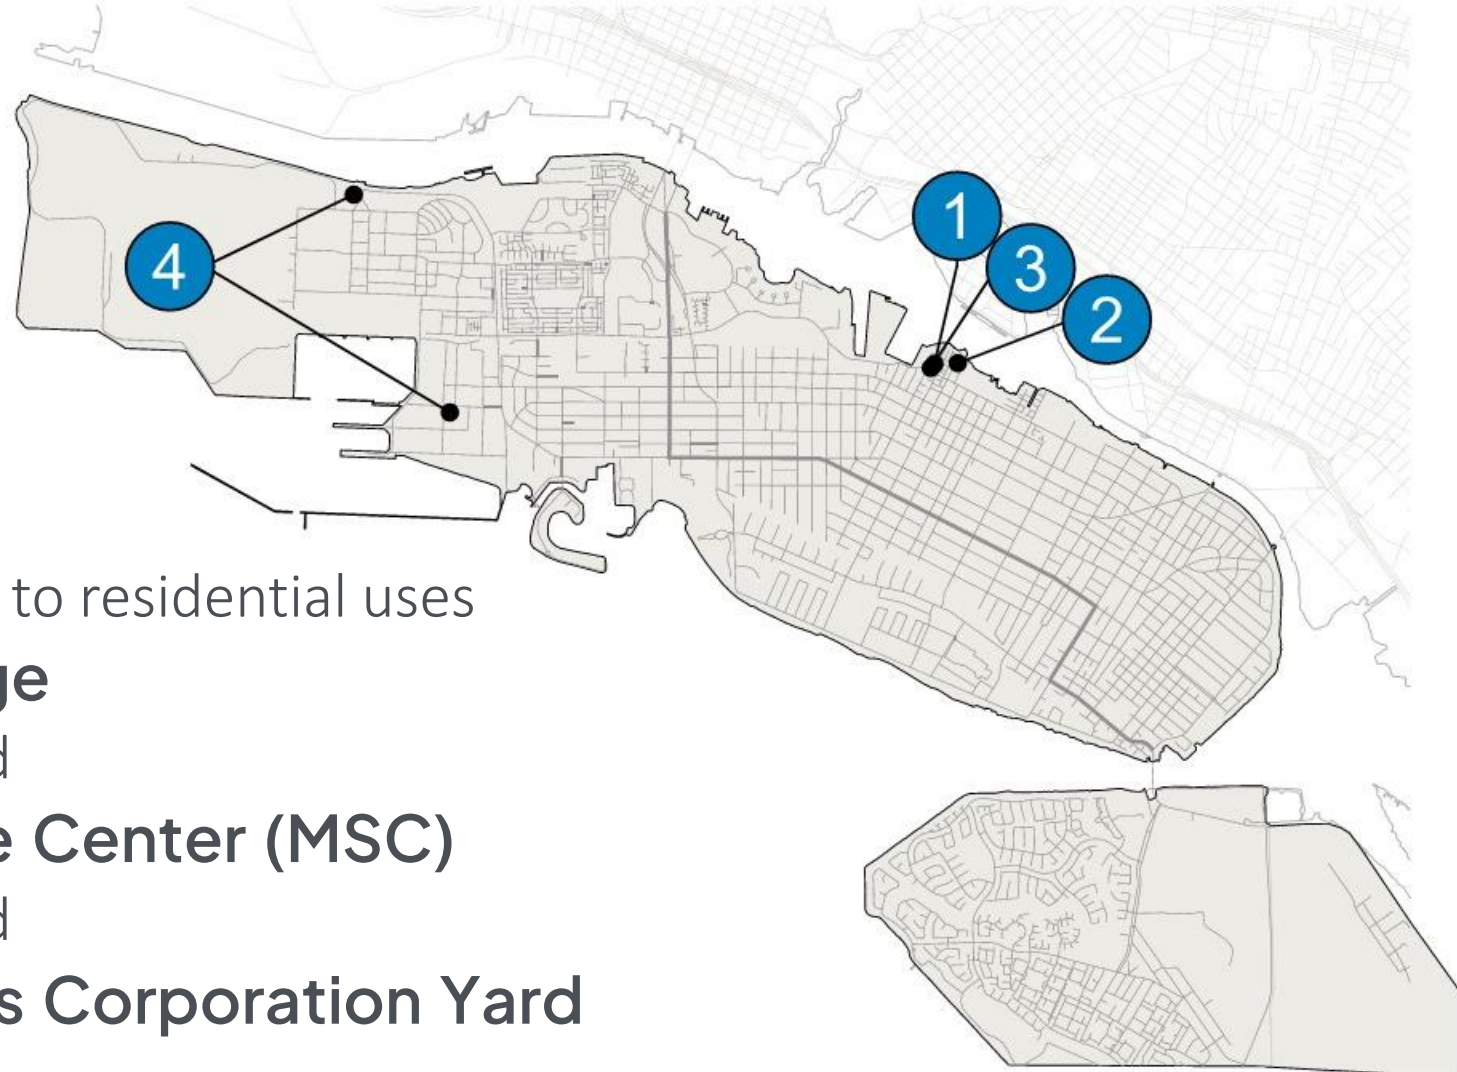 1
3
4
2
to residential uses
ge
d
e Center (MSC)
d
s Corporation Yard